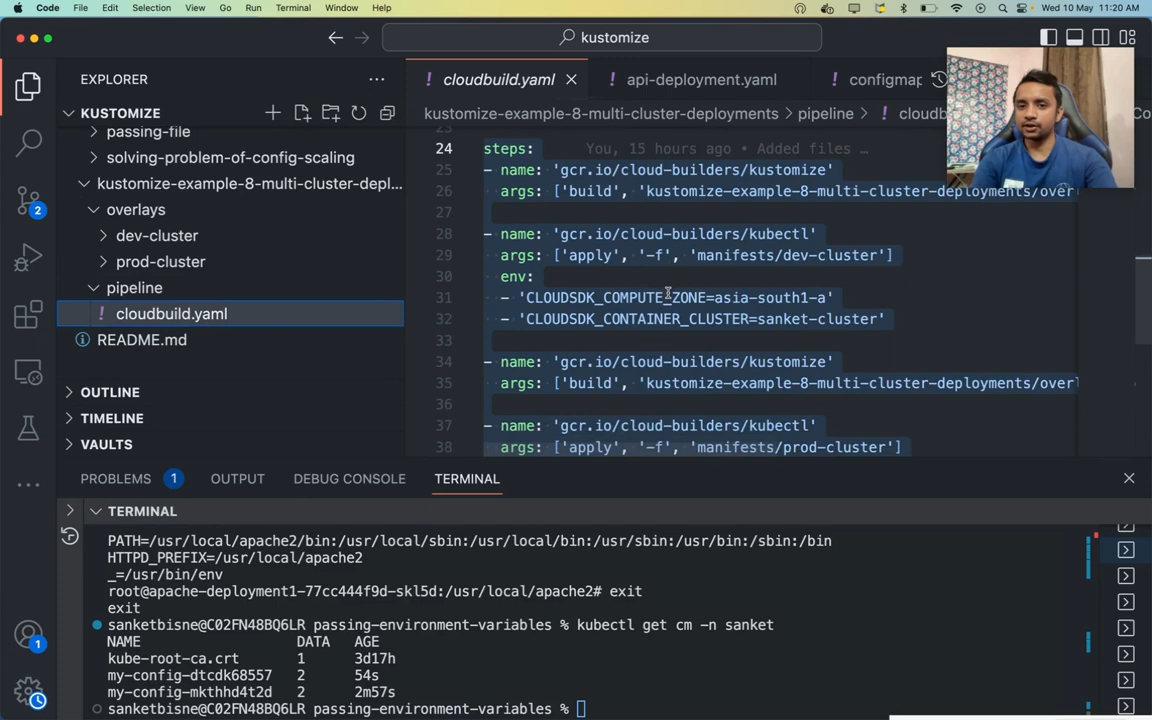 Code File Edit Selection View Go Run Terminal Window Help Wed 10 May 11:20 AM
kustomize
EXPLORER
KUSTOMIZE
passing-file
solving-problem-of-config-scaling
kustomize-example-8-multi-cluster-depl...
overlays
dev-cluster
prod-cluster
pipeline
! cloudbuild.yaml
README.md
OUTLINE
TIMELINE
VAULTS
2
1
! cloudbuild.yaml ! api-deployment.yaml ! configmap
kustomize-example-8-multi-cluster-deployments > pipeline > ! cloudb
23
24 steps: You, 15 hours ago • Added files …
25 - name: 'gcr.io/cloud-builders/kustomize'
26 args: ['build', 'kustomize-example-8-multi-cluster-deployments/overl
27
28 - name: 'gcr.io/cloud-builders/kubectl'
29 args: ['apply', '-f', 'manifests/dev-cluster']
30 env:
31 - 'CLOUDSDK_COMPUTE_ZONE=asia-south1-a'
32 - 'CLOUDSDK_CONTAINER_CLUSTER=sanket-cluster'
33
34 - name: 'gcr.io/cloud-builders/kustomize'
35 args: ['build', 'kustomize-example-8-multi-cluster-deployments/overl
36
37 - name: 'gcr.io/cloud-builders/kubectl'
38 args: ['apply', '-f', 'manifests/prod-cluster']
PROBLEMS 1 OUTPUT DEBUG CONSOLE TERMINAL
TERMINAL
PATH=/usr/local/apache2/bin:/usr/local/sbin:/usr/local/bin:/usr/sbin:/usr/bin:/sbin:/bin
HTTPD_PREFIX=/usr/local/apache2
_=/usr/bin/env
root@apache-deployment1-77cc444f9d-skl5d:/usr/local/apache2# exit
exit
sanketbisne@C02FN48BQ6LR passing-environment-variables % kubectl get cm -n sanket
NAME DATA AGE
kube-root-ca.crt 1 3d17h
my-config-dtcdk68557 2 54s
my-config-mkthhd4t2d 2 2m57s
sanketbisne@C02FN48BQ6LR passing-environment-variables %